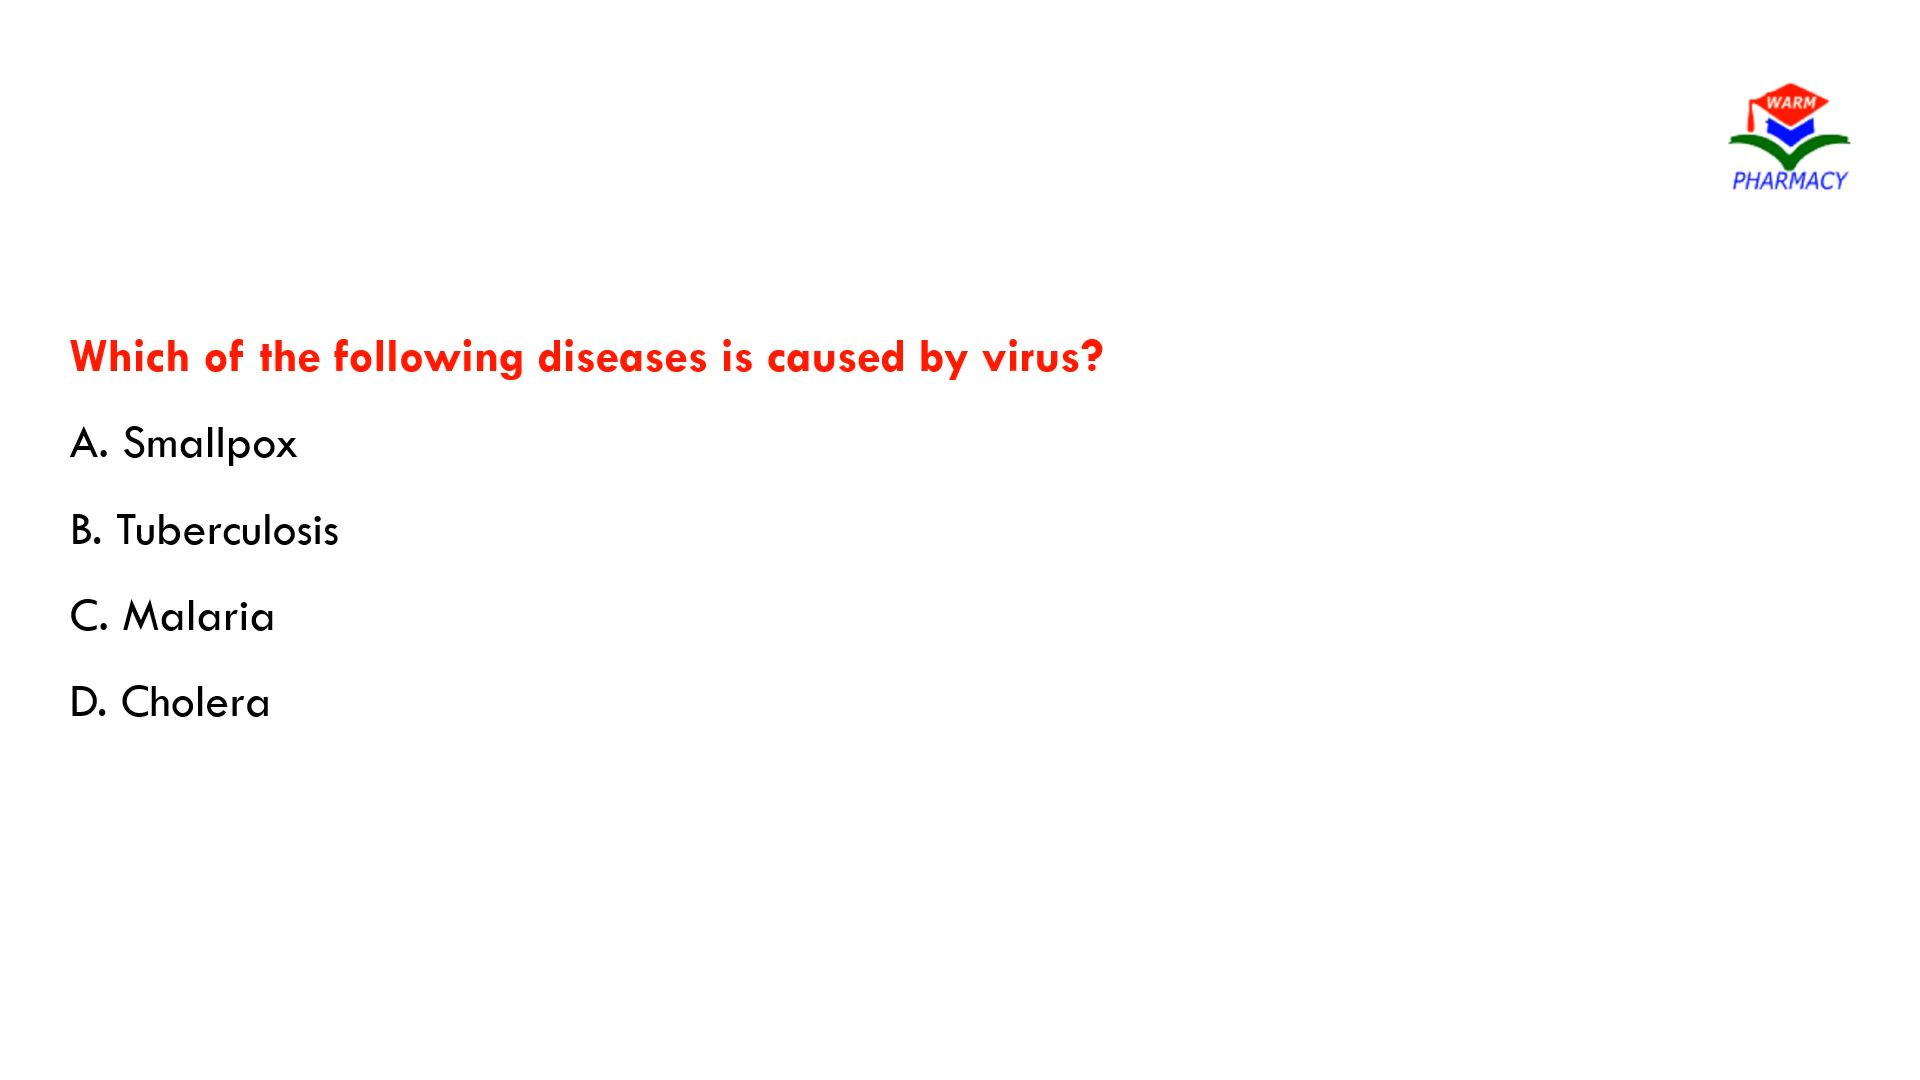 WARM
PHARMACY
Which of the following diseases is caused by virus?
A. Smallpox
B. Tuberculosis
C. Malaria
D. Cholera